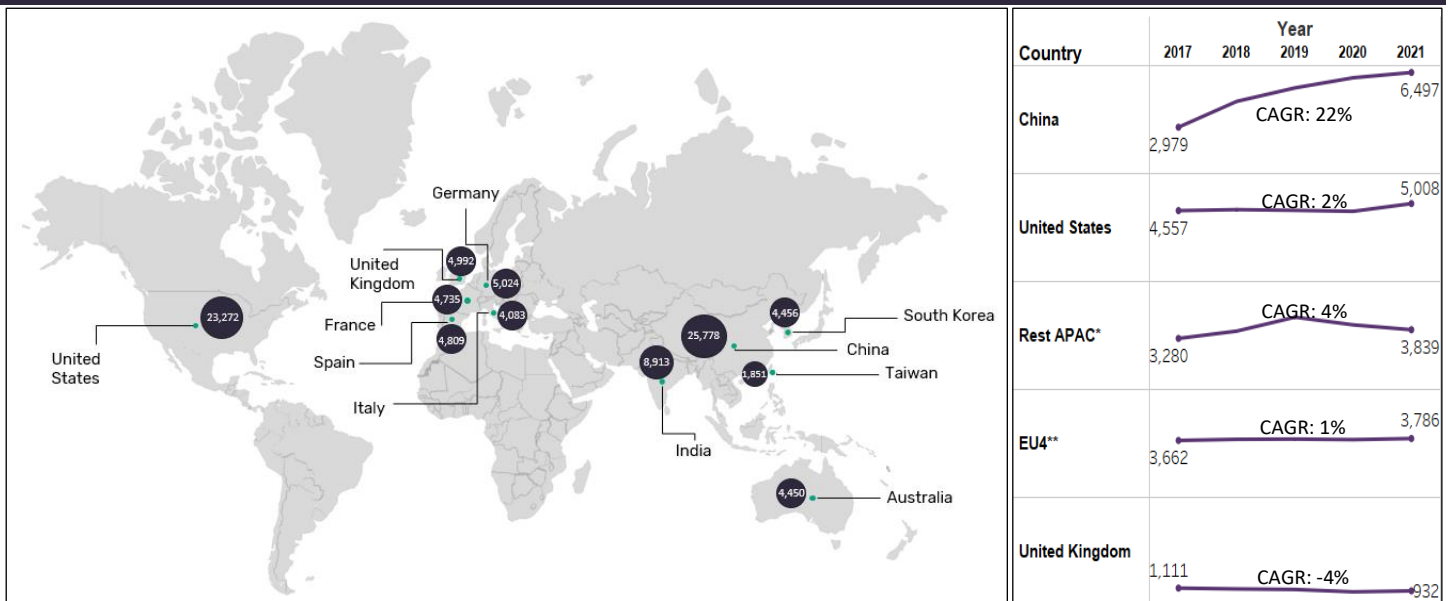 Germany
United
Kingdom
4,992
5,024
4,735
France
4,083
Spain
4,809
Italy
23,272
United
States
4,456
South Korea
25,778
China
8,913
1,851
Taiwan
India
4,450
Australia
Year
Country 2017 2018 2019 2020 2021
China
2,979
CAGR: 22%
6,497
United States
4,557
CAGR: 2%
5,008
Rest APAC*
3,280
CAGR: 4%
3,839
EU4**
3,662
CAGR: 1%
3,786
United Kingdom
1,111
CAGR: -4%
932